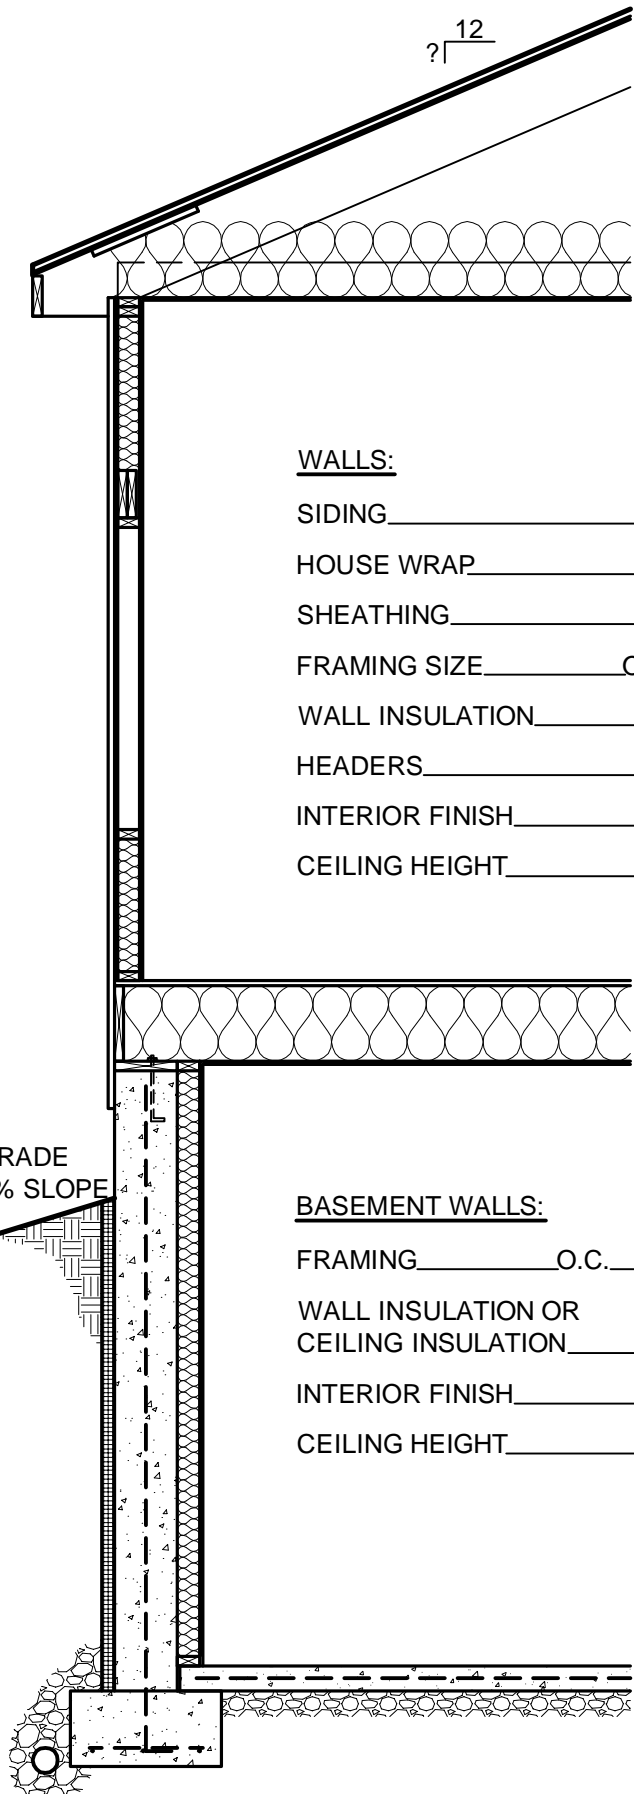 12
?
WALLS:
SIDING
HOUSE WRAP
SHEATHING
FRAMING SIZE
WALL INSULATION
HEADERS
INTERIOR FINISH
CEILING HEIGHT
RADE
% SLOPE
BASEMENT WALLS:
FRAMING O.C.
WALL INSULATION OR
CEILING INSULATION
INTERIOR FINISH
CEILING HEIGHT